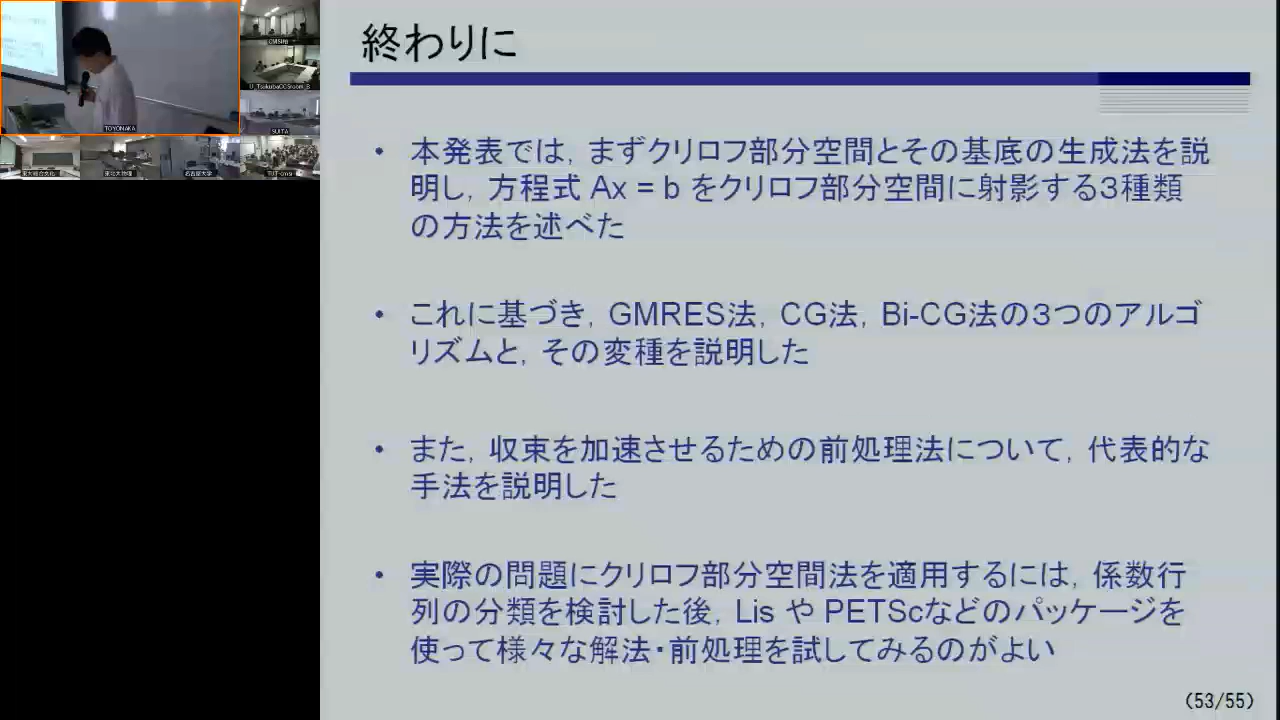 終わりに
・ 本発表では，まずクリロフ部分空間とその基底の生成法を説
明し，方程式 Ax = b をクリロフ部分空間に射影する３種類
の方法を述べた
・ これに基づき，GMRES法，CG法，Bi-CG法の３つのアルゴ
リズムと，その変種を説明した
・ また，収束を加速させるための前処理法について，代表的な
手法を説明した
・ 実際の問題にクリロフ部分空間法を適用するには，係数行
列の分類を検討した後，Lis や PETScなどのパッケージを
使って様々な解法・前処理を試してみるのがよい
(53/55)
TOYONAKA
U_TsukubaCCSroom_B
SUITA
名古屋大学